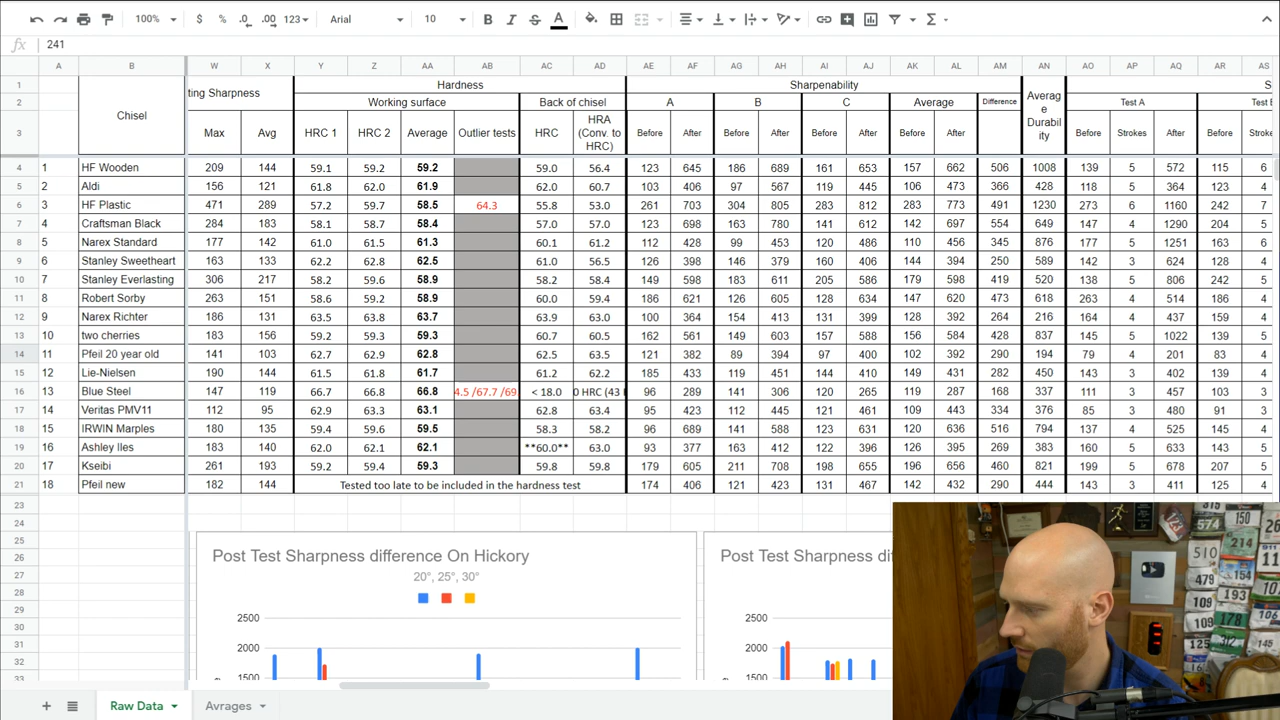 100% $ % .0 .00 123 Arial 10 B I S A Σ
fx 241
A B W X Y Z AA AB AC AD AE AF AG AH AI AJ AK AL AM AN AO AP AQ AR AS
1 Chisel ting Sharpness Hardness Sharpenability Average Durability S
2 Working surface Back of chisel A B C Average Difference Test A Test B
3 Max Avg HRC 1 HRC 2 Average Outlier tests HRC HRA (Conv. to HRC) Before After Before After Before After Before After Before Strokes After Before Stroke
4 1 HF Wooden 209 144 59.1 59.2 59.2 59.0 56.4 123 645 186 689 161 653 157 662 506 1008 139 5 572 115 6
5 2 Aldi 156 121 61.8 62.0 61.9 62.0 60.7 103 406 97 567 119 445 106 473 366 428 118 5 364 123 4
6 3 HF Plastic 471 289 57.2 59.7 58.5 64.3 55.8 53.0 261 703 304 805 283 812 283 773 491 1230 273 6 1160 242 7
7 4 Craftsman Black 284 183 58.1 58.7 58.4 57.0 57.0 123 698 163 780 141 612 142 697 554 649 147 4 1290 204 5
8 5 Narex Standard 177 142 61.0 61.5 61.3 60.1 61.2 112 428 99 453 120 486 110 456 345 876 177 5 1251 163 6
9 6 Stanley Sweetheart 163 133 62.2 62.8 62.5 61.0 56.5 126 398 146 379 160 406 144 394 250 589 142 3 624 128 4
10 7 Stanley Everlasting 306 217 58.2 59.6 58.9 58.2 58.4 149 598 183 611 205 586 179 598 419 520 138 5 806 242 5
11 8 Robert Sorby 263 151 58.6 59.2 58.9 60.0 59.4 186 621 126 605 128 634 147 620 473 618 263 4 514 186 4
12 9 Narex Richter 186 131 63.5 63.8 63.7 63.9 63.0 100 364 154 413 131 399 128 392 264 216 164 4 437 159 4
13 10 two cherries 183 156 59.2 59.3 59.3 60.7 60.5 162 561 149 603 157 588 156 584 428 837 145 5 1022 139 5
14 11 Pfeil 20 year old 141 103 62.7 62.9 62.8 62.5 63.5 121 382 89 394 97 400 102 392 290 194 79 4 201 83 4
15 12 Lie-Nielsen 190 144 61.5 61.8 61.7 61.2 62.2 185 433 119 451 144 410 149 431 282 450 143 3 432 141 3
16 13 Blue Steel 147 119 66.7 66.8 66.8 4.5 /67.7 /69. < 18.0 0 HRC (43 96 289 141 306 120 265 119 287 168 337 111 3 457 103 3
17 14 Veritas PMV11 112 95 62.9 63.3 63.1 62.8 63.4 95 423 112 445 121 461 109 443 334 376 85 3 480 91 3
18 15 IRWIN Marples 180 135 59.4 59.6 59.5 58.3 58.2 96 689 141 588 123 631 120 636 516 794 137 4 525 145 4
19 16 Ashley Iles 183 140 62.0 62.1 62.1 **60.0** 63.0 93 377 163 412 122 396 126 395 269 383 160 5 633 143 5
20 17 Kseibi 261 193 59.2 59.4 59.3 59.8 59.8 179 605 211 708 198 655 196 656 460 821 199 5 678 207 5
21 18 Pfeil new 182 144 Tested too late to be included in the hardness test 174 406 121 423 131 467 142 432 290 444 143 3 411 125 4
23
24
25
26 Post Test Sharpness difference On Hickory Post Test Sharpness di
27 20°, 25°, 30°
28
29 2500 2500
30
31 2000 2000
32
33 1500 1500
510 150 574 214 154 479 193 109 178 312 911
+ Raw Data Avrages